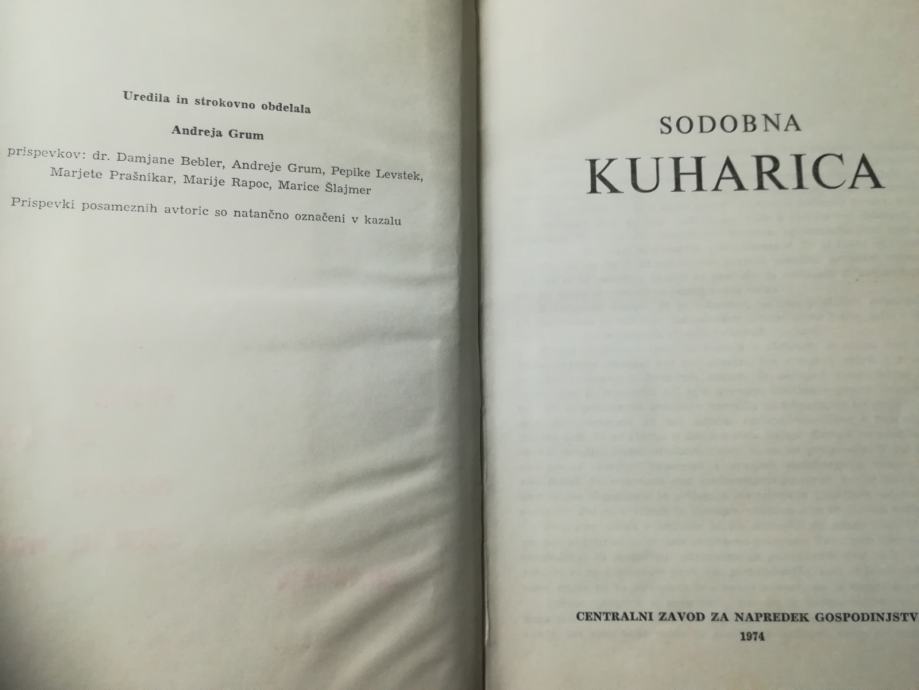 Uredila in strokovno obdelala
Andreja Grum
prispevkov: dr. Damjane Bebler, Andreje Grum, Pepike Levstek,
Marjete Prašnikar, Marije Rapoc, Marice Šlajmer
Prispevki posameznih avtoric so natančno označeni v kazalu
SODOBNA
KUHARICA
CENTRALNI ZAVOD ZA NAPREDEK GOSPODINJSTV
1974